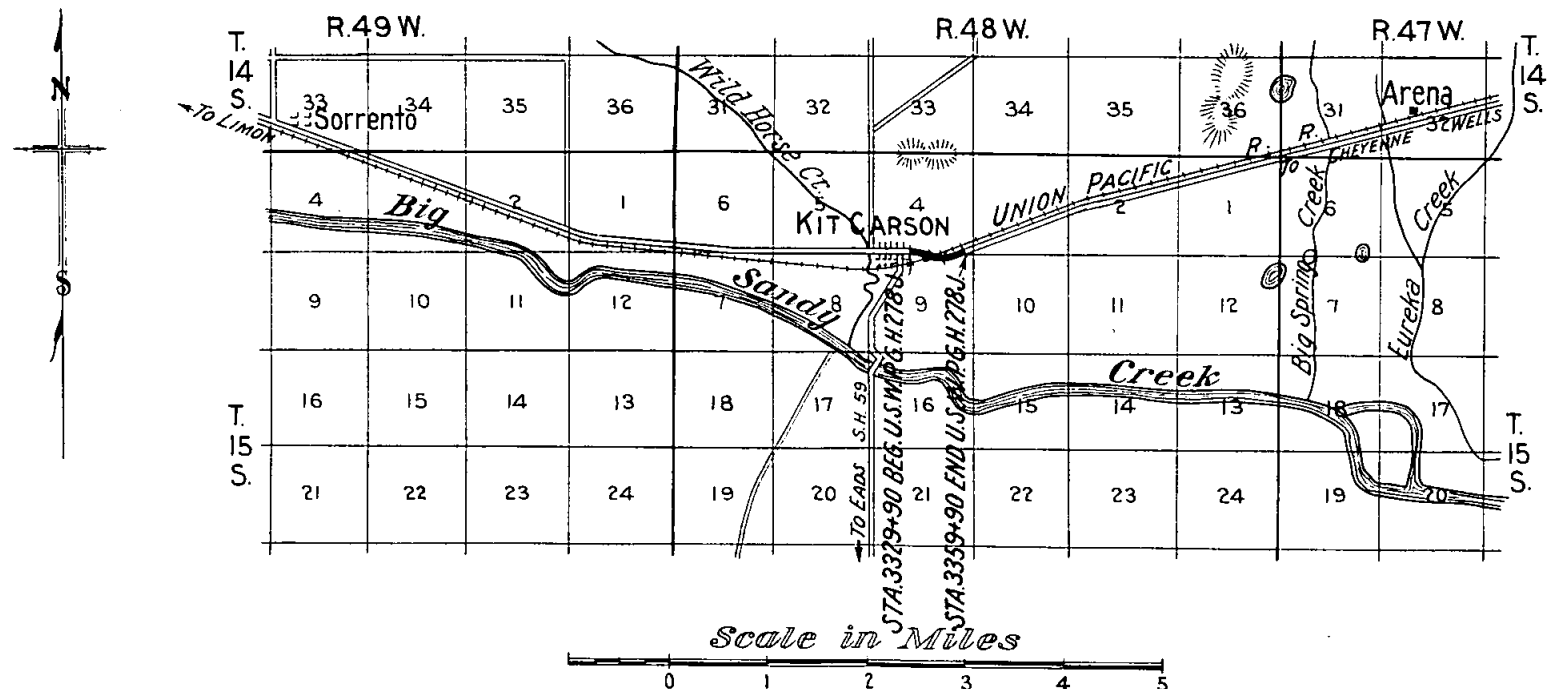 R.49 W. R.48 W. R.47 W.
T. 14 S.
T. 14 S.
N
S
33 34 35 36 31 32 33 34 35 36 31 32
Sorrento
Arena
TO LIMON
Wild Horse Cr.
UNION PACIFIC R. R.
To CHEYENNE WELLS
4 2 1 6 5 4 2 1 6 5
Big Sandy Creek
KIT CARSON
9 10 11 12 7 8 9 10 11 12 7 8
Big Spring Creek
Eureka Creek
16 15 14 13 18 17 16 15 14 13 18 17
T. 15 S.
T. 15 S.
21 22 23 24 19 20 21 22 23 24 19 20
TO EADS S.H. 59
STA.3329+90 BEG. U.S.W.P.G.H.278J.
STA.3359+90 END U.S.W.P.G.H.278J.
Scale in Miles
0 1 2 3 4 5